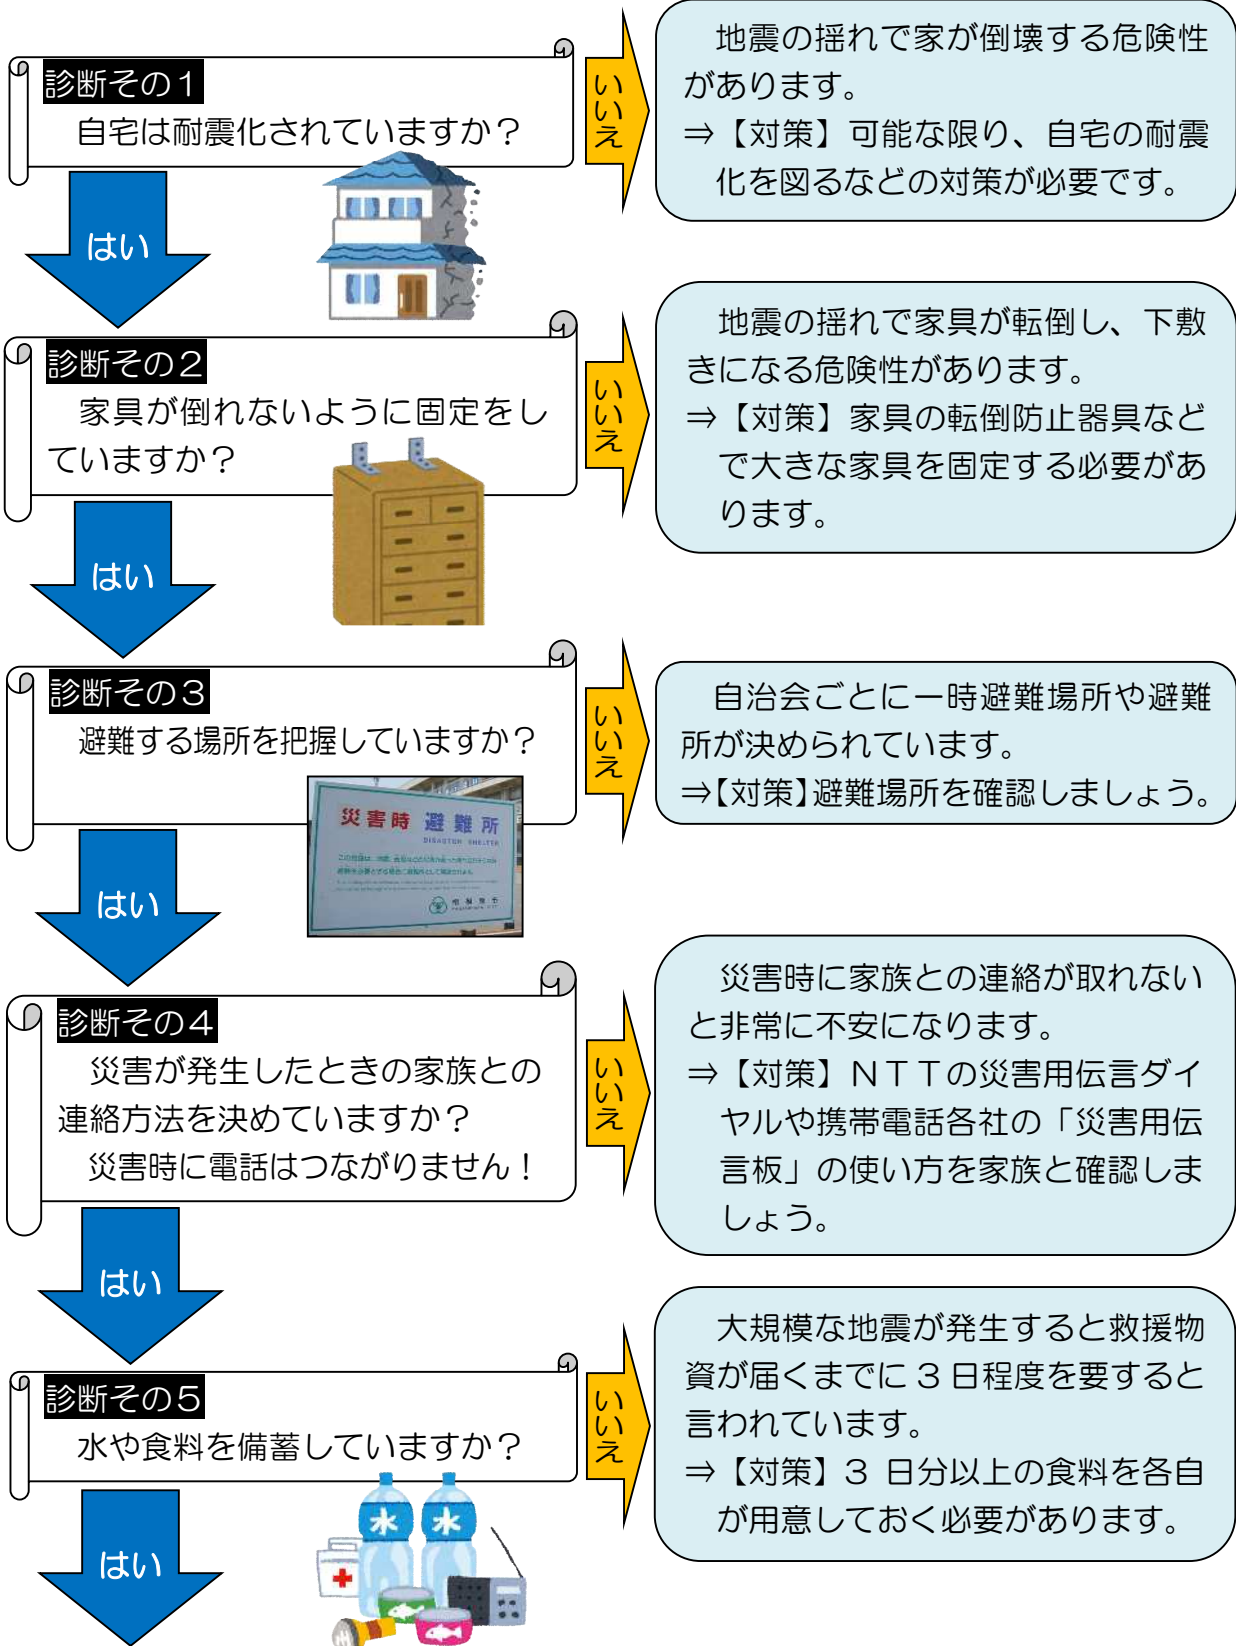 診断その1
自宅は耐震化されていますか？
いいえ
地震の揺れで家が倒壊する危険性
があります。
⇒【対策】可能な限り、自宅の耐震
化を図るなどの対策が必要です。
はい
診断その2
家具が倒れないように固定をし
ていますか？
いいえ
地震の揺れで家具が転倒し、下敷
きになる危険性があります。
⇒【対策】家具の転倒防止器具など
で大きな家具を固定する必要があ
ります。
はい
診断その3
避難する場所を把握していますか？
災害時 避難所
DISASTER SHELTER
いいえ
自治会ごとに一時避難場所や避難
所が決められています。
⇒【対策】避難場所を確認しましょう。
はい
診断その4
災害が発生したときの家族との
連絡方法を決めていますか？
災害時に電話はつながりません！
いいえ
災害時に家族との連絡が取れない
と非常に不安になります。
⇒【対策】ＮＴＴの災害用伝言ダイ
ヤルや携帯電話各社の「災害用伝
言板」の使い方を家族と確認しま
しょう。
はい
診断その5
水や食料を備蓄していますか？
水
水
いいえ
大規模な地震が発生すると救援物
資が届くまでに3日程度を要すると
言われています。
⇒【対策】3 日分以上の食料を各自
が用意しておく必要があります。
はい